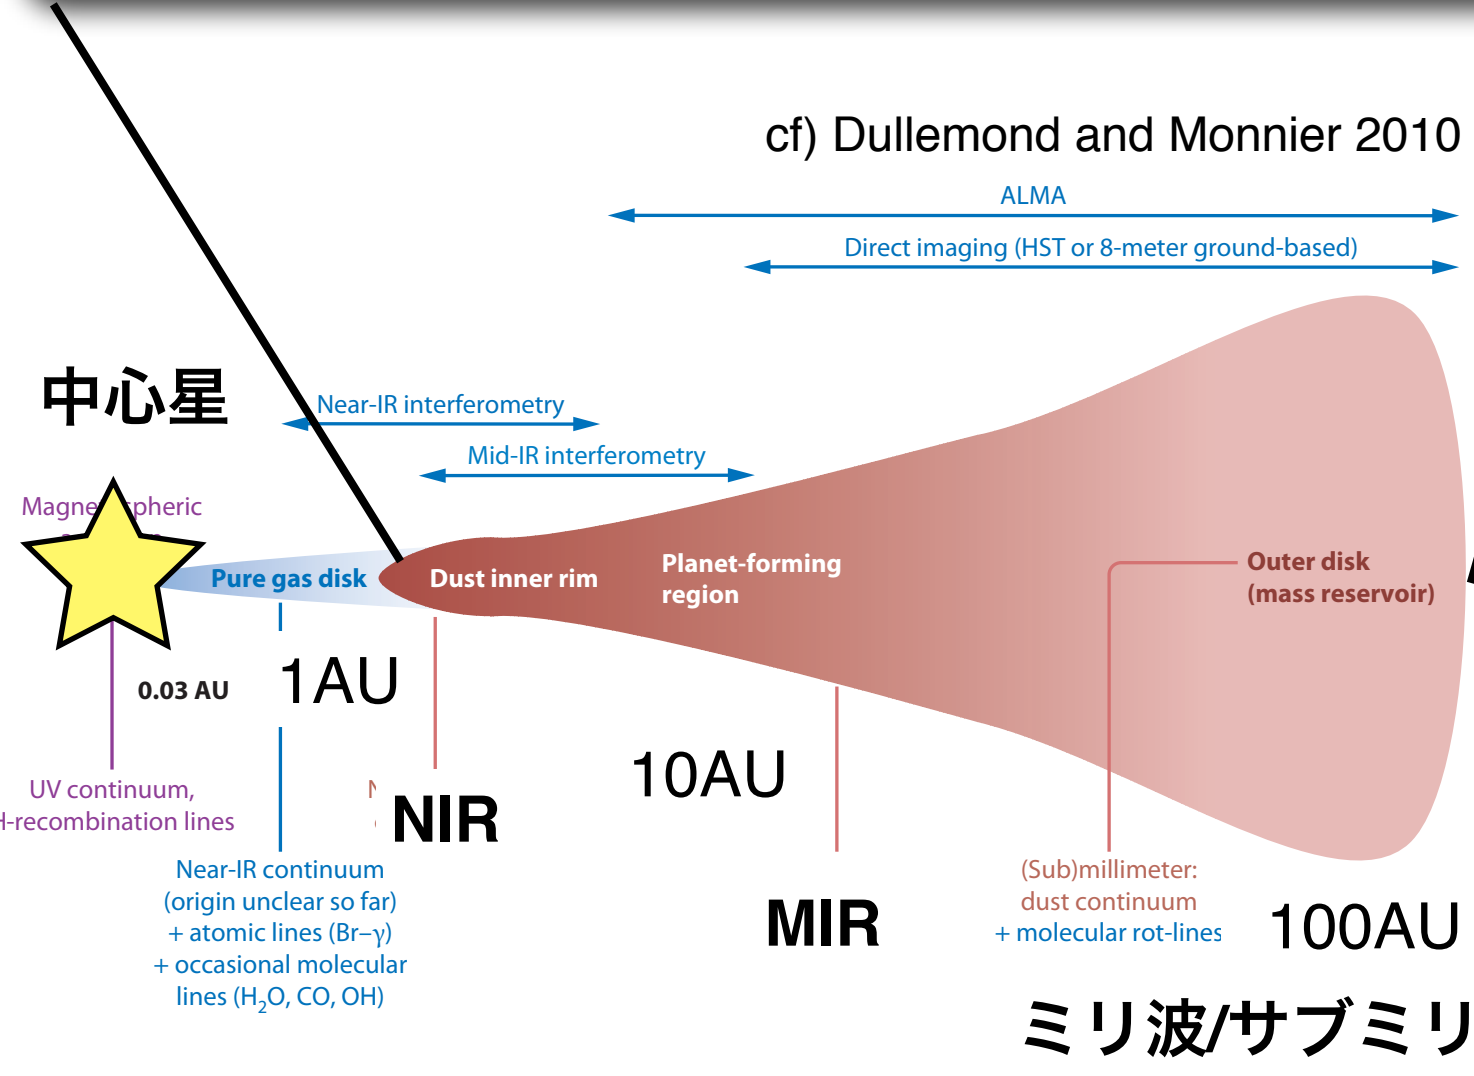 cf) Dullemond and Monnier 2010
ALMA
Direct imaging (HST or 8-meter ground-based)
中心星
Near-IR interferometry
Mid-IR interferometry
Pure gas disk
Dust inner rim
Planet-forming
region
Outer disk
(mass reservoir)
0.03 AU
1AU
10AU
100AU
UV continuum,
H-recombination lines
NIR
Near-IR continuum
(origin unclear so far)
+ atomic lines (Br–γ)
+ occasional molecular
lines (H₂O, CO, OH)
MIR
(Sub)millimeter:
dust continuum
+ molecular rot-lines
ミリ波/サブミリ